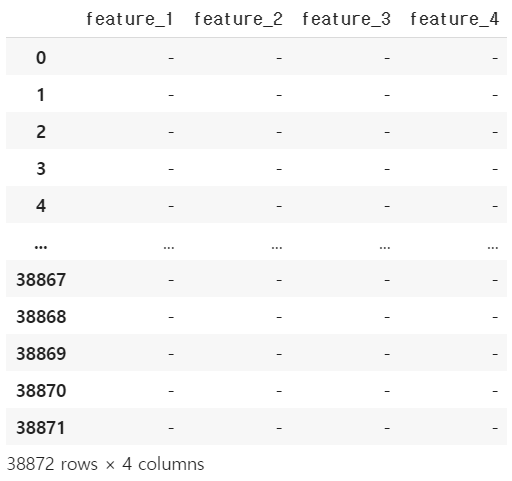 feature_1 feature_2 feature_3 feature_4
0 - - - -
1 - - - -
2 - - - -
3 - - - -
4 - - - -
... ... ... ... ...
38867 - - - -
38868 - - - -
38869 - - - -
38870 - - - -
38871 - - - -
38872 rows × 4 columns